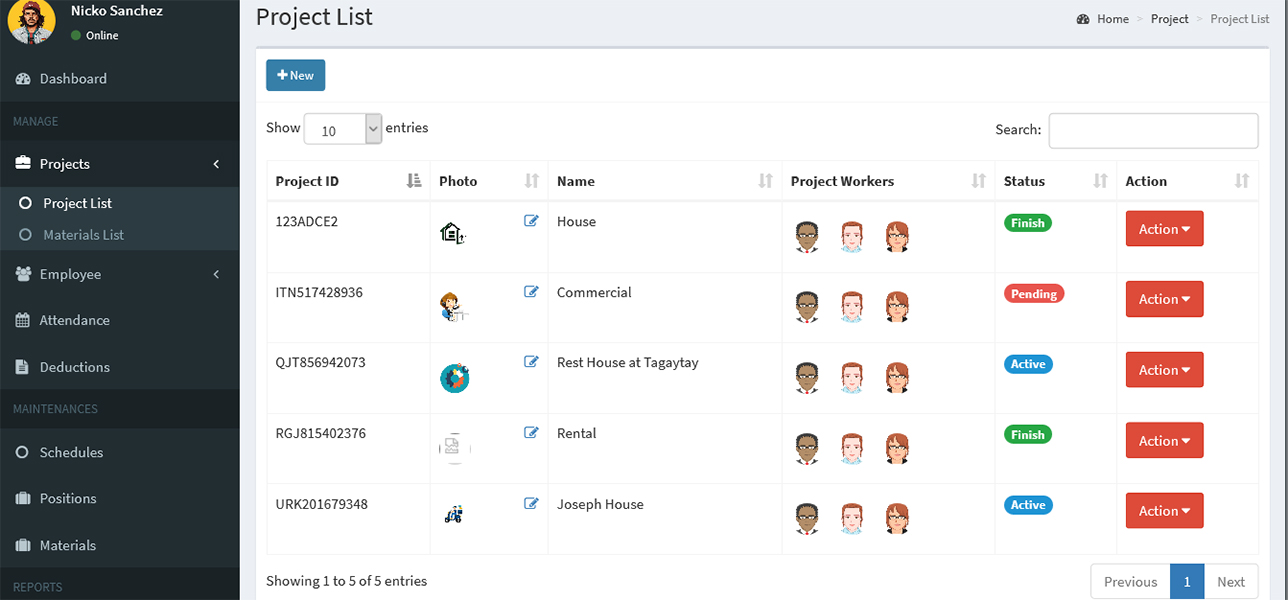 Nicko Sanchez
Online
Dashboard
MANAGE
Projects
Project List
Materials List
Employee
Attendance
Deductions
MAINTENANCES
Schedules
Positions
Materials
REPORTS
Project List
Home > Project > Project List
New
Show 10 entries
Search:
Project ID Photo Name Project Workers Status Action
123ADCE2 House Finish Action
ITN517428936 Commercial Pending Action
QJT856942073 Rest House at Tagaytay Active Action
RGJ815402376 Rental Finish Action
URK201679348 Joseph House Active Action
Showing 1 to 5 of 5 entries
Previous 1 Next